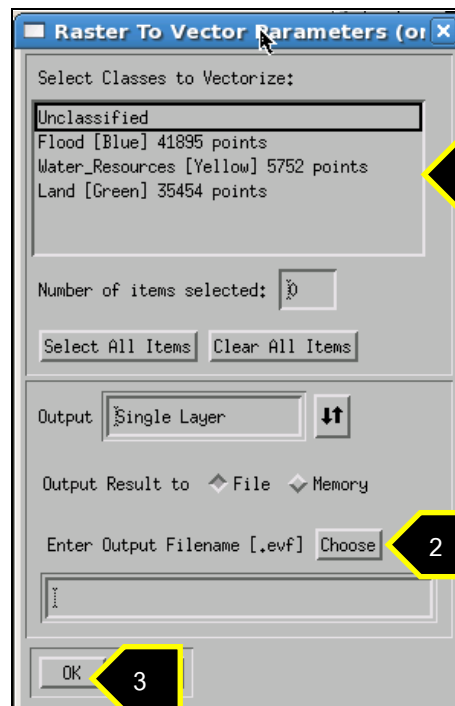 Raster To Vector Parameters (or
Select Classes to Vectorize:
Unclassified
Flood [Blue] 41895 points
Water_Resources [Yellow] 5752 points
Land [Green] 35454 points
Number of items selected: 0
Select All Items Clear All Items
Output Single Layer
Output Result to File Memory
Enter Output Filename [.evf] Choose
2
OK
3